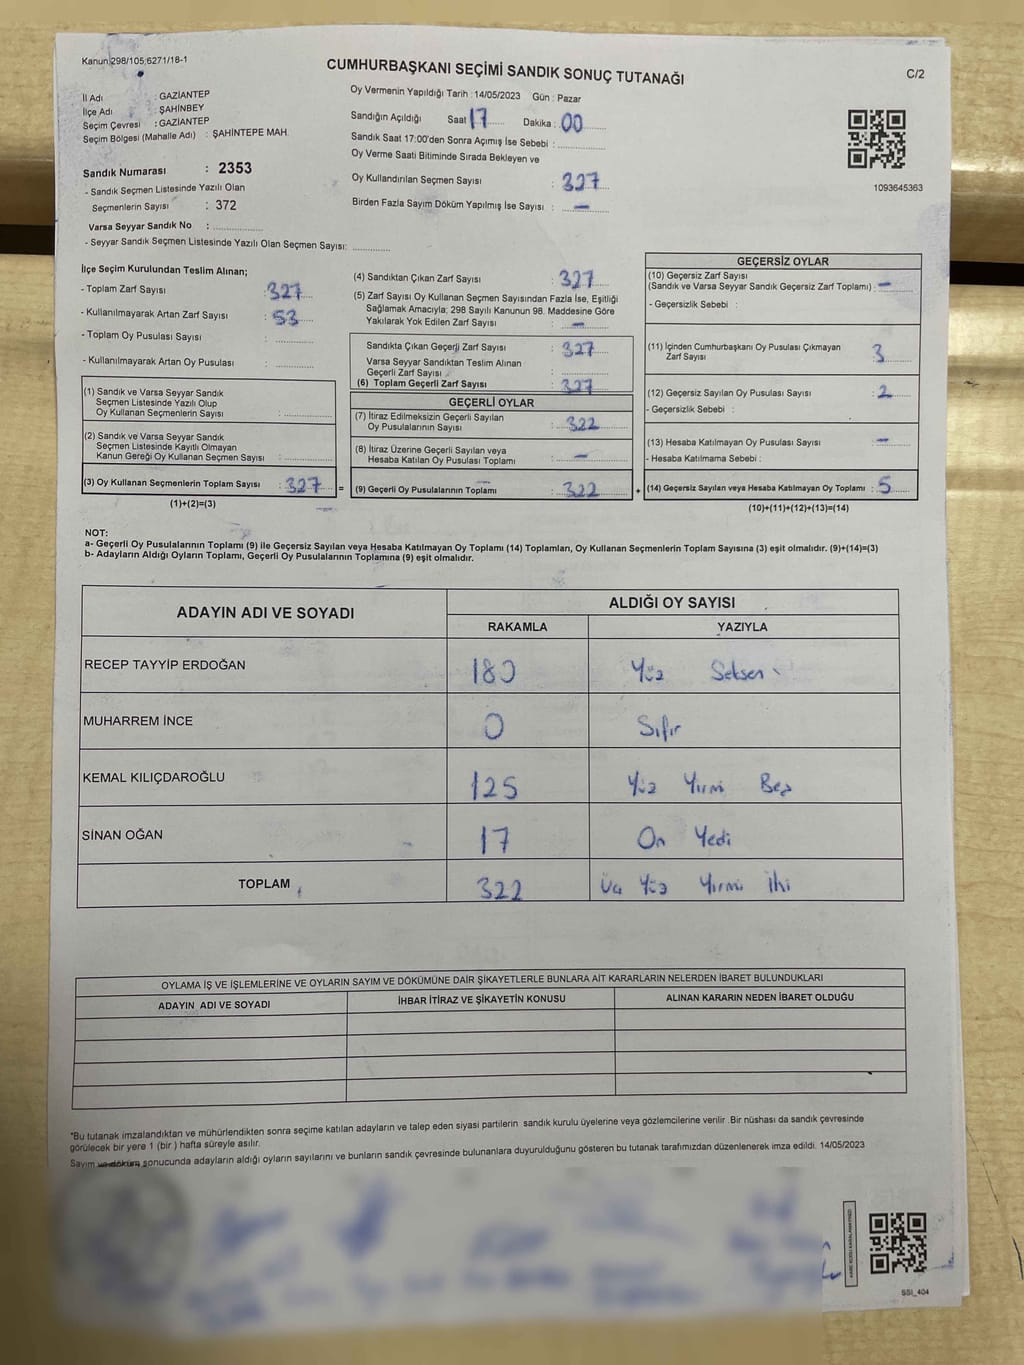 Kanun 298/105,6271/18-1
CUMHURBAŞKANI SEÇİMİ SANDIK SONUÇ TUTANAĞI
C/2
İl Adı : GAZİANTEP
İlçe Adı : ŞAHİNBEY
Seçim Çevresi : GAZİANTEP
Seçim Bölgesi (Mahalle Adı) : ŞAHİNTEPE MAH.
Sandık Numarası : 2353
- Sandık Seçmen Listesinde Yazılı Olan
Seçmenlerin Sayısı : 372
Varsa Seyyar Sandık No :
- Seyyar Sandık Seçmen Listesinde Yazılı Olan Seçmen Sayısı:
Oy Vermenin Yapıldığı Tarih : 14/05/2023 Gün : Pazar
Sandığın Açıldığı Saat 17 Dakika : 00
Sandık Saat 17:00'den Sonra Açımış İse Sebebi :
Oy Verme Saati Bitiminde Sırada Bekleyen ve
Oy Kullandırılan Seçmen Sayısı : 327
Birden Fazla Sayım Döküm Yapılmış İse Sayısı : –
1093645363
İlçe Seçim Kurulundan Teslim Alınan;
- Toplam Zarf Sayısı : 327
- Kullanılmayarak Artan Zarf Sayısı : 53
- Toplam Oy Pusulası Sayısı :
- Kullanılmayarak Artan Oy Pusulası :
(1) Sandık ve Varsa Seyyar Sandık
Seçmen Listesinde Yazılı Olup
Oy Kullanan Seçmenlerin Sayısı :
(2) Sandık ve Varsa Seyyar Sandık
Seçmen Listesinde Kayıtlı Olmayan
Kanun Gereği Oy Kullanan Seçmen Sayısı :
(3) Oy Kullanan Seçmenlerin Toplam Sayısı : 327 =
(1)+(2)=(3)
(4) Sandıktan Çıkan Zarf Sayısı : 327
(5) Zarf Sayısı Oy Kullanan Seçmen Sayısından Fazla İse, Eşitliği
Sağlamak Amacıyla; 298 Sayılı Kanunun 98. Maddesine Göre
Yakılarak Yok Edilen Zarf Sayısı : –
Sandıkta Çıkan Geçerli Zarf Sayısı : 327
Varsa Seyyar Sandıktan Teslim Alınan
Geçerli Zarf Sayısı :
(6) Toplam Geçerli Zarf Sayısı : 327
GEÇERLİ OYLAR
(7) İtiraz Edilmeksizin Geçerli Sayılan
Oy Pusulalarının Sayısı : 322
(8) İtiraz Üzerine Geçerli Sayılan veya
Hesaba Katılan Oy Pusulası Toplamı : –
(9) Geçerli Oy Pusulalarının Toplamı : 322 +
GEÇERSİZ OYLAR
(10) Geçersiz Zarf Sayısı
(Sandık ve Varsa Seyyar Sandık Geçersiz Zarf Toplamı) : –
- Geçersizlik Sebebi :
(11) İçinden Cumhurbaşkanı Oy Pusulası Çıkmayan
Zarf Sayısı : 3
(12) Geçersiz Sayılan Oy Pusulası Sayısı : 2
- Geçersizlik Sebebi :
(13) Hesaba Katılmayan Oy Pusulası Sayısı : –
- Hesaba Katılmama Sebebi :
(14) Geçersiz Sayılan veya Hesaba Katılmayan Oy Toplamı : 5
(10)+(11)+(12)+(13)=(14)
NOT:
a- Geçerli Oy Pusulalarının Toplamı (9) ile Geçersiz Sayılan veya Hesaba Katılmayan Oy Toplamı (14) Toplamları, Oy Kullanan Seçmenlerin Toplam Sayısına (3) eşit olmalıdır. (9)+(14)=(3)
b- Adayların Aldığı Oyların Toplamı, Geçerli Oy Pusulalarının Toplamına (9) eşit olmalıdır.
ADAYIN ADI VE SOYADI
ALDIĞI OY SAYISI
RAKAMLA YAZIYLA
RECEP TAYYİP ERDOĞAN 180 Yüz Seksen
MUHARREM İNCE 0 Sıfır
KEMAL KILIÇDAROĞLU 125 Yüz Yirmi Beş
SİNAN OĞAN 17 On Yedi
TOPLAM 322 Üç Yüz Yirmi İki
OYLAMA İŞ VE İŞLEMLERİNE VE OYLARIN SAYIM VE DÖKÜMÜNE DAİR ŞİKAYETLERLE BUNLARA AİT KARARLARIN NELERDEN İBARET BULUNDUKLARI
ADAYIN ADI VE SOYADI
İHBAR İTİRAZ VE ŞİKAYETİN KONUSU
ALINAN KARARIN NEDEN İBARET OLDUĞU
*Bu tutanak imzalandıktan ve mühürlendikten sonra seçime katılan adayların ve talep eden siyasi partilerin sandık kurulu üyelerine veya gözlemcilerine verilir .Bir nüshası da sandık çevresinde
görülecek bir yere 1 (bir ) hafta süreyle asılır.
Sayım ve döküm sonucunda adayların aldığı oyların sayılarını ve bunların sandık çevresinde bulunanlara duyurulduğunu gösteren bu tutanak tarafımızdan düzenlenerek imza edildi. 14/05/2023
SSI_404